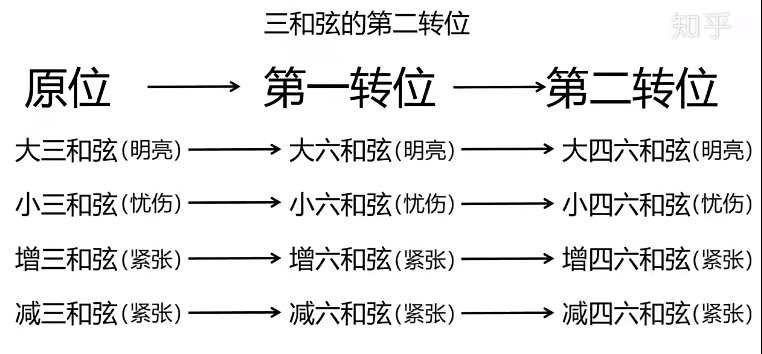 三和弦的第二转位
知乎
原位 第一转位 第二转位
大三和弦(明亮) 大六和弦(明亮) 大四六和弦(明亮)
小三和弦(忧伤) 小六和弦(忧伤) 小四六和弦(忧伤)
增三和弦(紧张) 增六和弦(紧张) 增四六和弦(紧张)
减三和弦(紧张) 减六和弦(紧张) 减四六和弦(紧张)